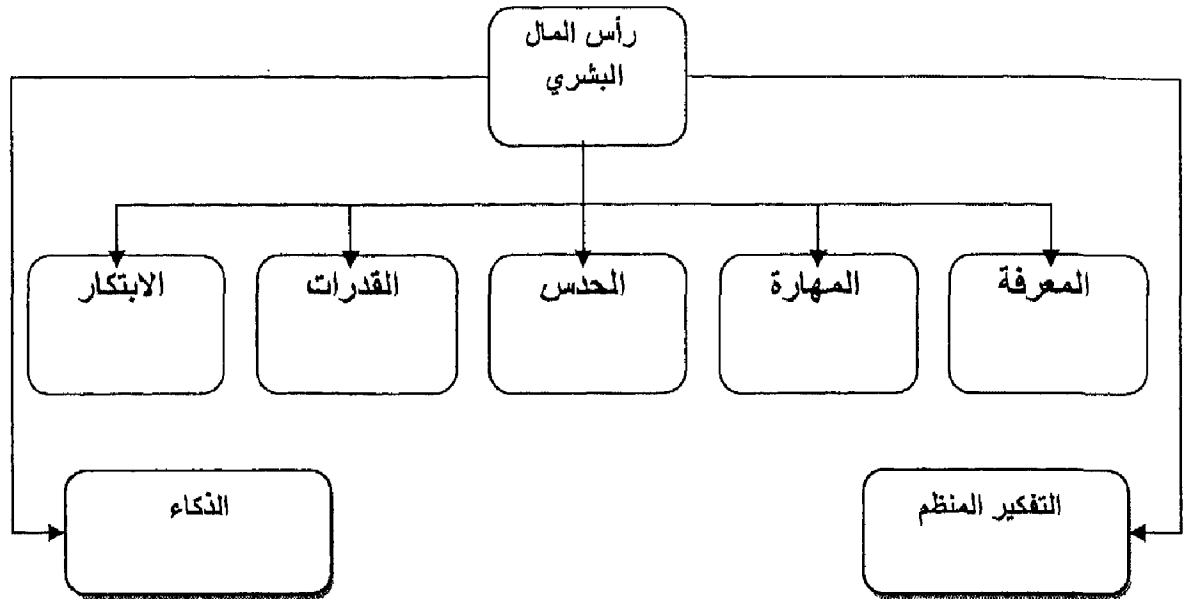 رأس المال
البشري
المعرفة
المهارة
الحدس
القدرات
الابتكار
التفكير المنظم
الذكاء